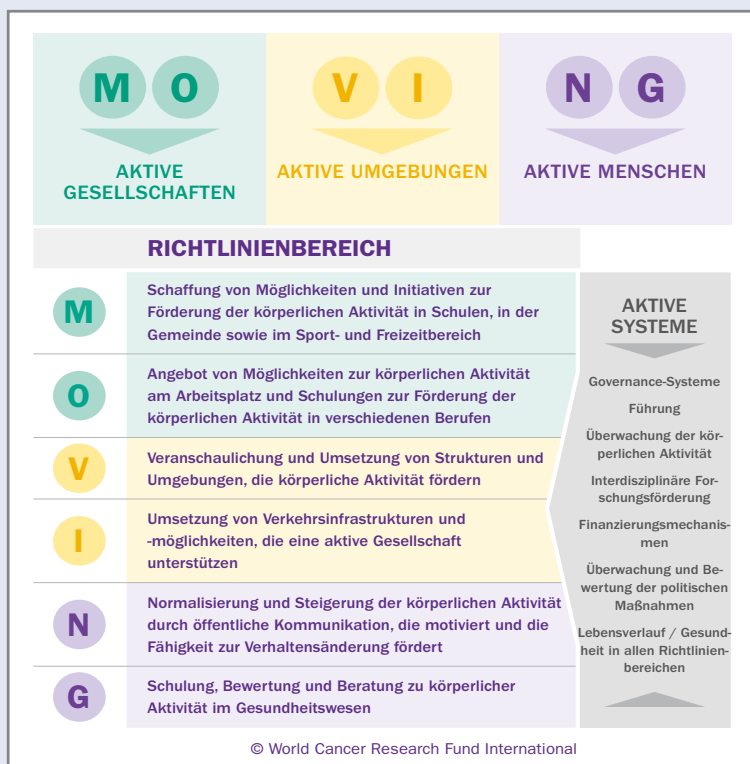 M O
V I
N G
AKTIVE
GESELLSCHAFTEN
AKTIVE UMGEBUNGEN
AKTIVE MENSCHEN
RICHTLINIENBEREICH
M
Schaffung von Möglichkeiten und Initiativen zur
Förderung der körperlichen Aktivität in Schulen, in der
Gemeinde sowie im Sport- und Freizeitbereich
O
Angebot von Möglichkeiten zur körperlichen Aktivität
am Arbeitsplatz und Schulungen zur Förderung der
körperlichen Aktivität in verschiedenen Berufen
V
Veranschaulichung und Umsetzung von Strukturen und
Umgebungen, die körperliche Aktivität fördern
I
Umsetzung von Verkehrsinfrastrukturen und
-möglichkeiten, die eine aktive Gesellschaft
unterstützen
N
Normalisierung und Steigerung der körperlichen Aktivität
durch öffentliche Kommunikation, die motiviert und die
Fähigkeit zur Verhaltensänderung fördert
G
Schulung, Bewertung und Beratung zu körperlicher
Aktivität im Gesundheitswesen
AKTIVE
SYSTEME
Governance-Systeme
Führung
Überwachung der kör-
perlichen Aktivität
Interdisziplinäre For-
schungsförderung
Finanzierungsmechanis-
men
Überwachung und Be-
wertung der politischen
Maßnahmen
Lebensverlauf / Gesund-
heit in allen Richtlinien-
bereichen
© World Cancer Research Fund International